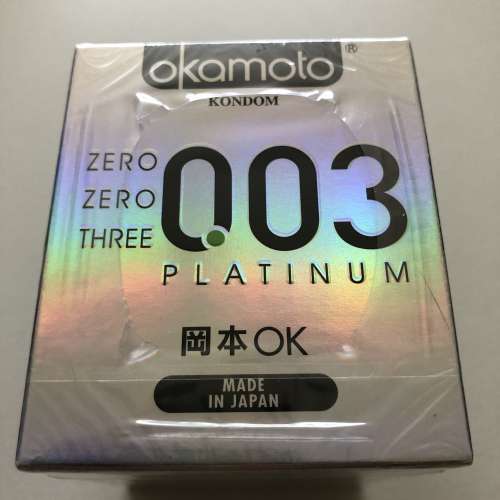 okamoto®
KONDOM
ZERO
ZERO
THREE
0.03
PLATINUM
岡本OK
MADE
IN JAPAN